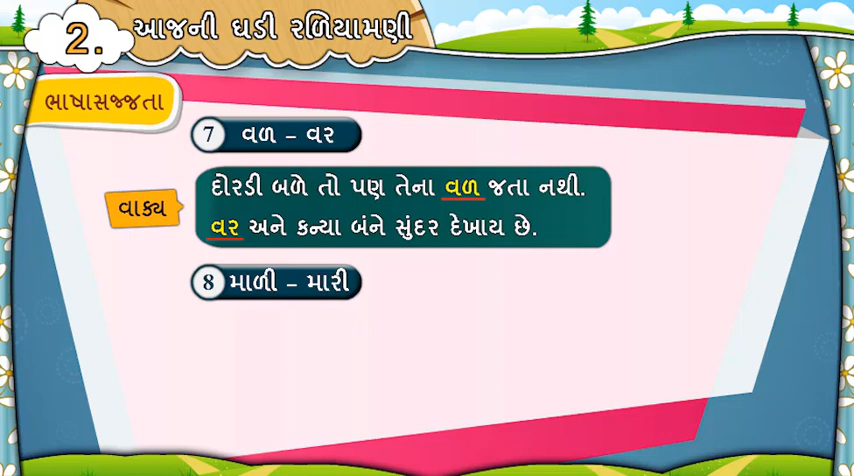 2. આજની ઘડી રળિયામણી
ભાષાસજ્જતા
7 વળ – વર
વાક્ય
દોરડી બળે તો પણ તેના વળ જતા નથી.
વર અને કન્યા બંને સુંદર દેખાય છે.
8 માળી – મારી